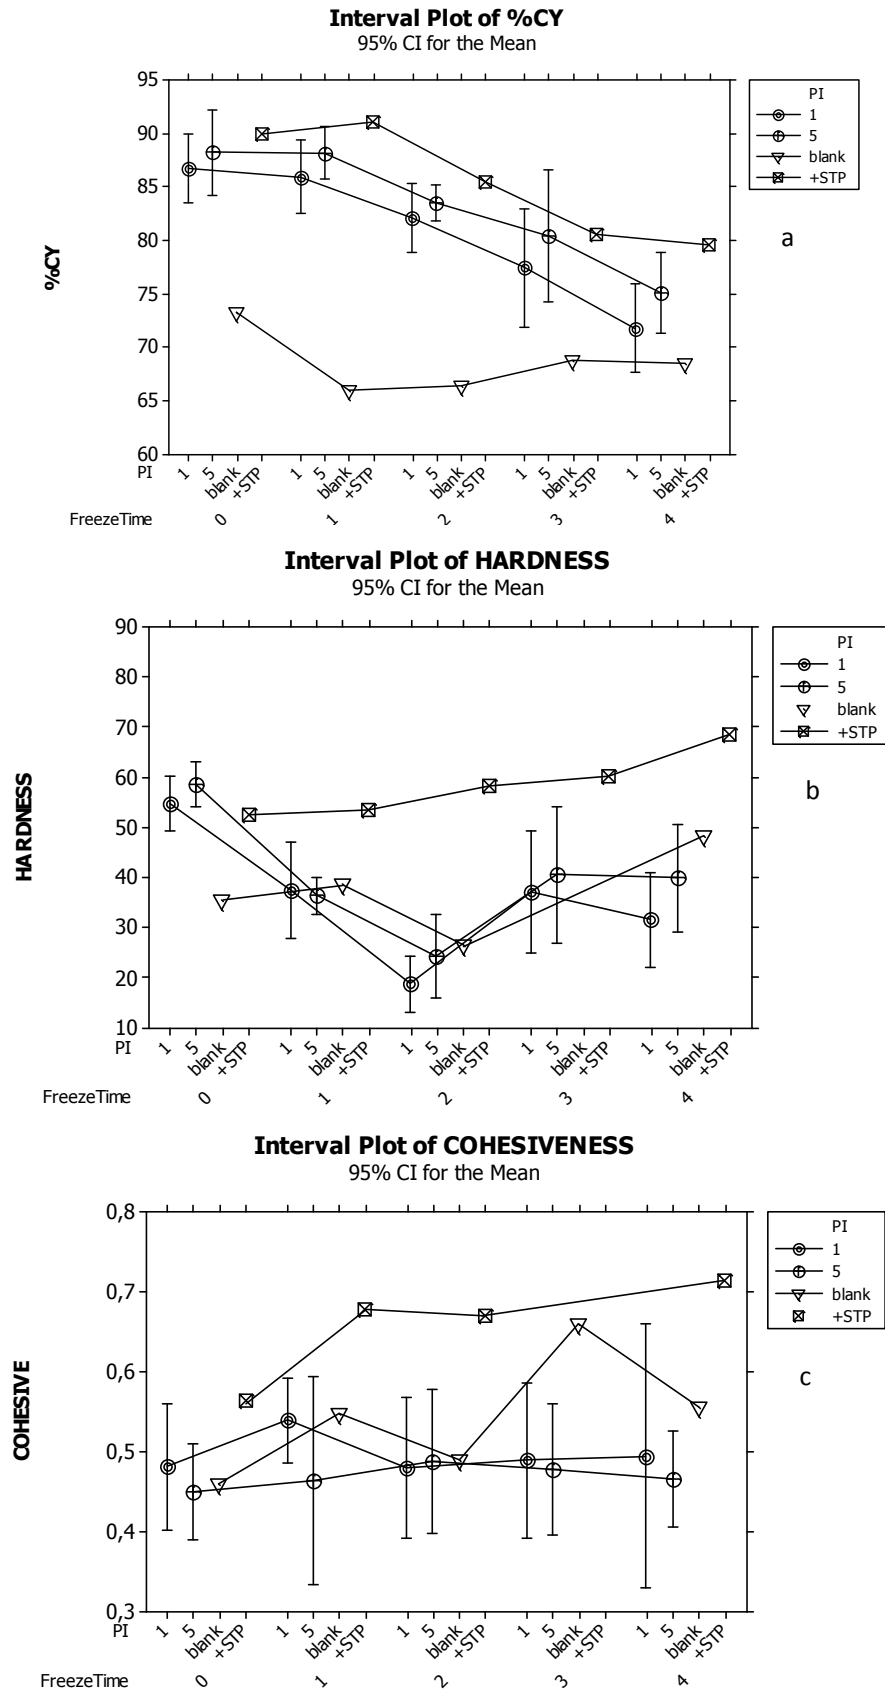 Interval Plot of %CY
95% CI for the Mean
95
90
85
80
75
70
65
60
%CY
PI
1
5
blank
+STP
a
PI 1 5 blank +STP 1 5 blank +STP 1 5 blank +STP 1 5 blank +STP 1 5 blank +STP
FreezeTime 0 1 2 3 4
Interval Plot of HARDNESS
95% CI for the Mean
90
80
70
60
50
40
30
20
10
HARDNESS
PI
1
5
blank
+STP
b
PI 1 5 blank +STP 1 5 blank +STP 1 5 blank +STP 1 5 blank +STP 1 5 blank +STP
FreezeTime 0 1 2 3 4
Interval Plot of COHESIVENESS
95% CI for the Mean
0,8
0,7
0,6
0,5
0,4
0,3
COHESIVE
PI
1
5
blank
+STP
c
PI 1 5 blank +STP 1 5 blank +STP 1 5 blank +STP 1 5 blank +STP 1 5 blank +STP
FreezeTime 0 1 2 3 4